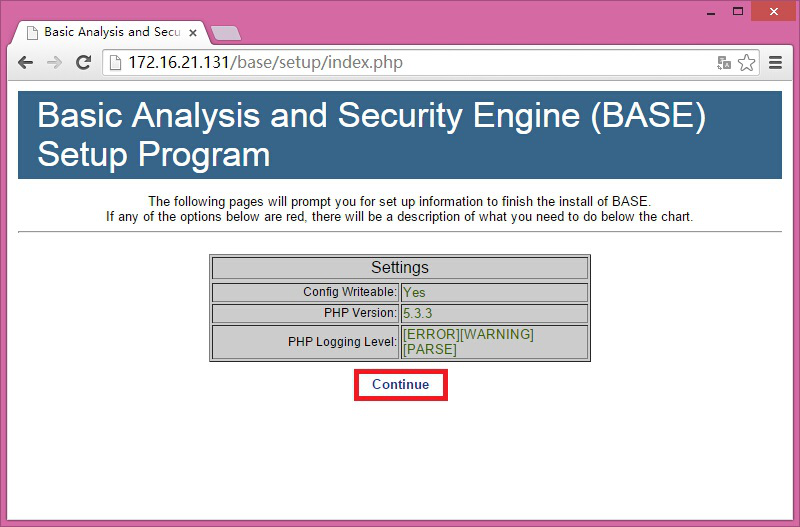 Basic Analysis and Secu
172.16.21.131/base/setup/index.php
Basic Analysis and Security Engine (BASE)
Setup Program
The following pages will prompt you for set up information to finish the install of BASE.
If any of the options below are red, there will be a description of what you need to do below the chart.
Settings
Config Writeable: Yes
PHP Version: 5.3.3
PHP Logging Level: [ERROR][WARNING]
[PARSE]
Continue